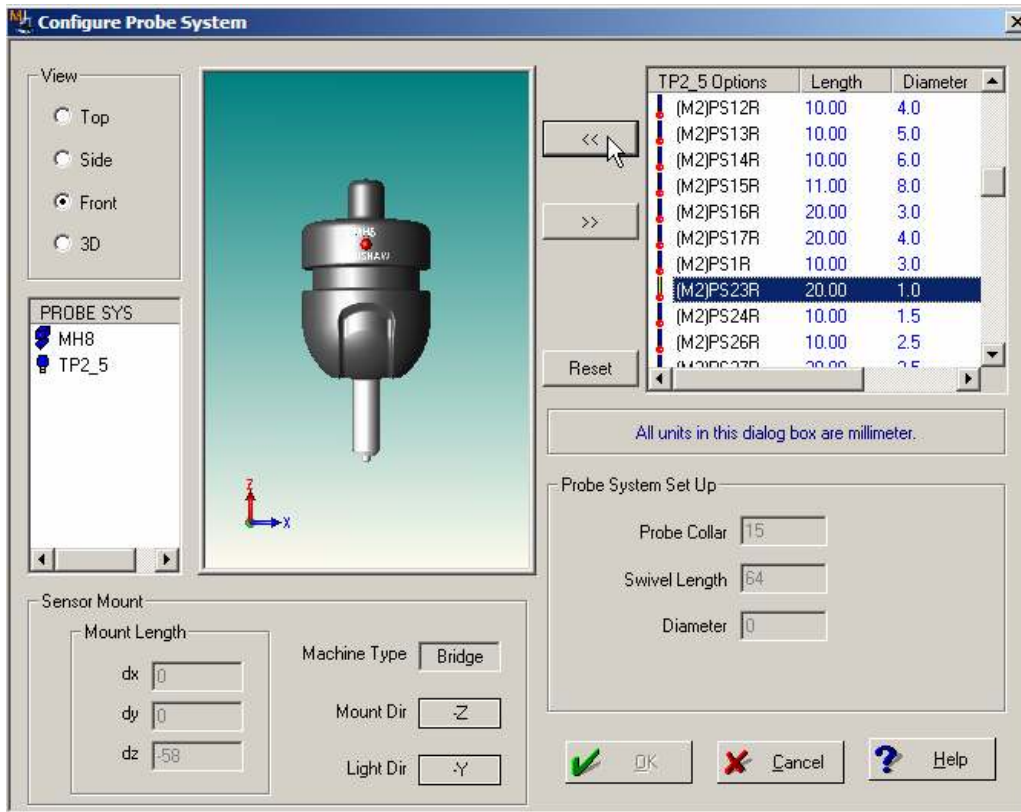 Configure Probe System
View
Top
Side
Front
3D
PROBE SYS
MH8
TP2_5
MH8
Z
X
<<
>>
Reset
TP2_5 Options Length Diameter
(M2)PS12R 10.00 4.0
(M2)PS13R 10.00 5.0
(M2)PS14R 10.00 6.0
(M2)PS15R 11.00 8.0
(M2)PS16R 20.00 3.0
(M2)PS17R 20.00 4.0
(M2)PS1R 10.00 3.0
(M2)PS23R 20.00 1.0
(M2)PS24R 10.00 1.5
(M2)PS26R 10.00 2.5
All units in this dialog box are millimeter.
Probe System Set Up
Probe Collar 15
Swivel Length 64
Diameter 0
Sensor Mount
Mount Length
dx 0
dy 0
dz -58
Machine Type Bridge
Mount Dir -Z
Light Dir -Y
OK
Cancel
Help